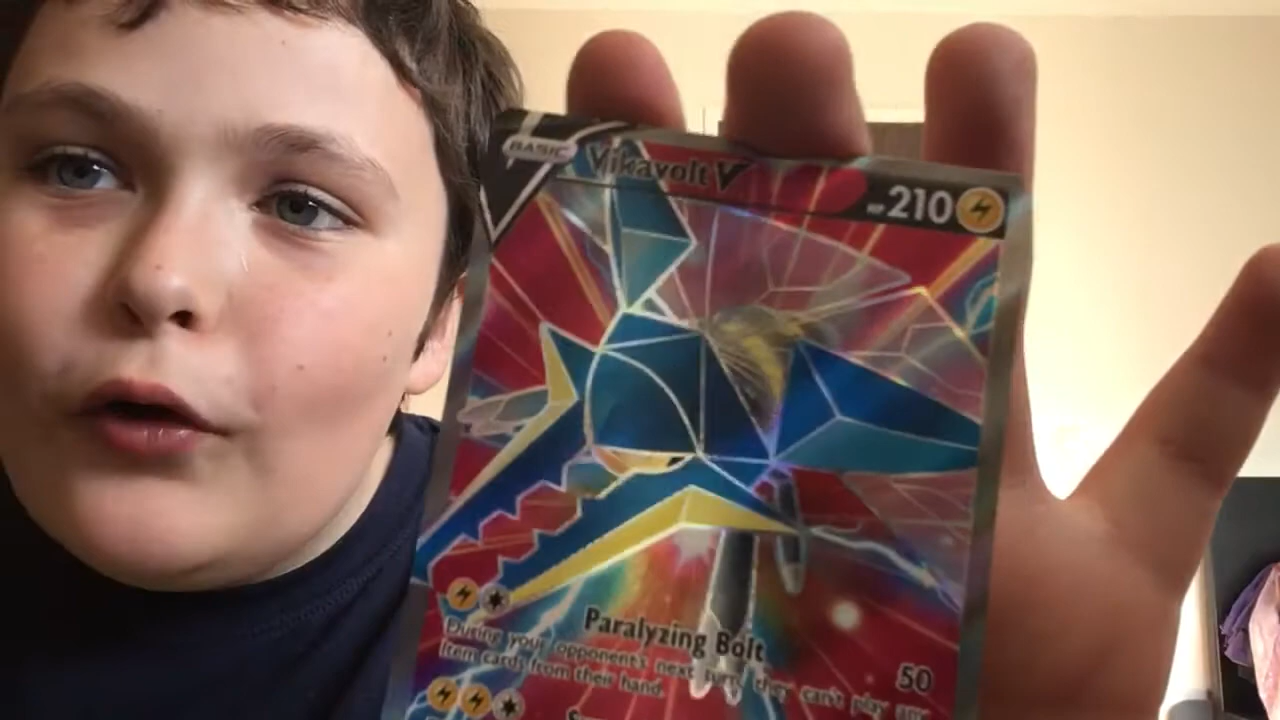 BASIC Vikavolt V HP 210
Paralyzing Bolt 50
During your opponent's next turn, they can't play any
Item cards from their hand.